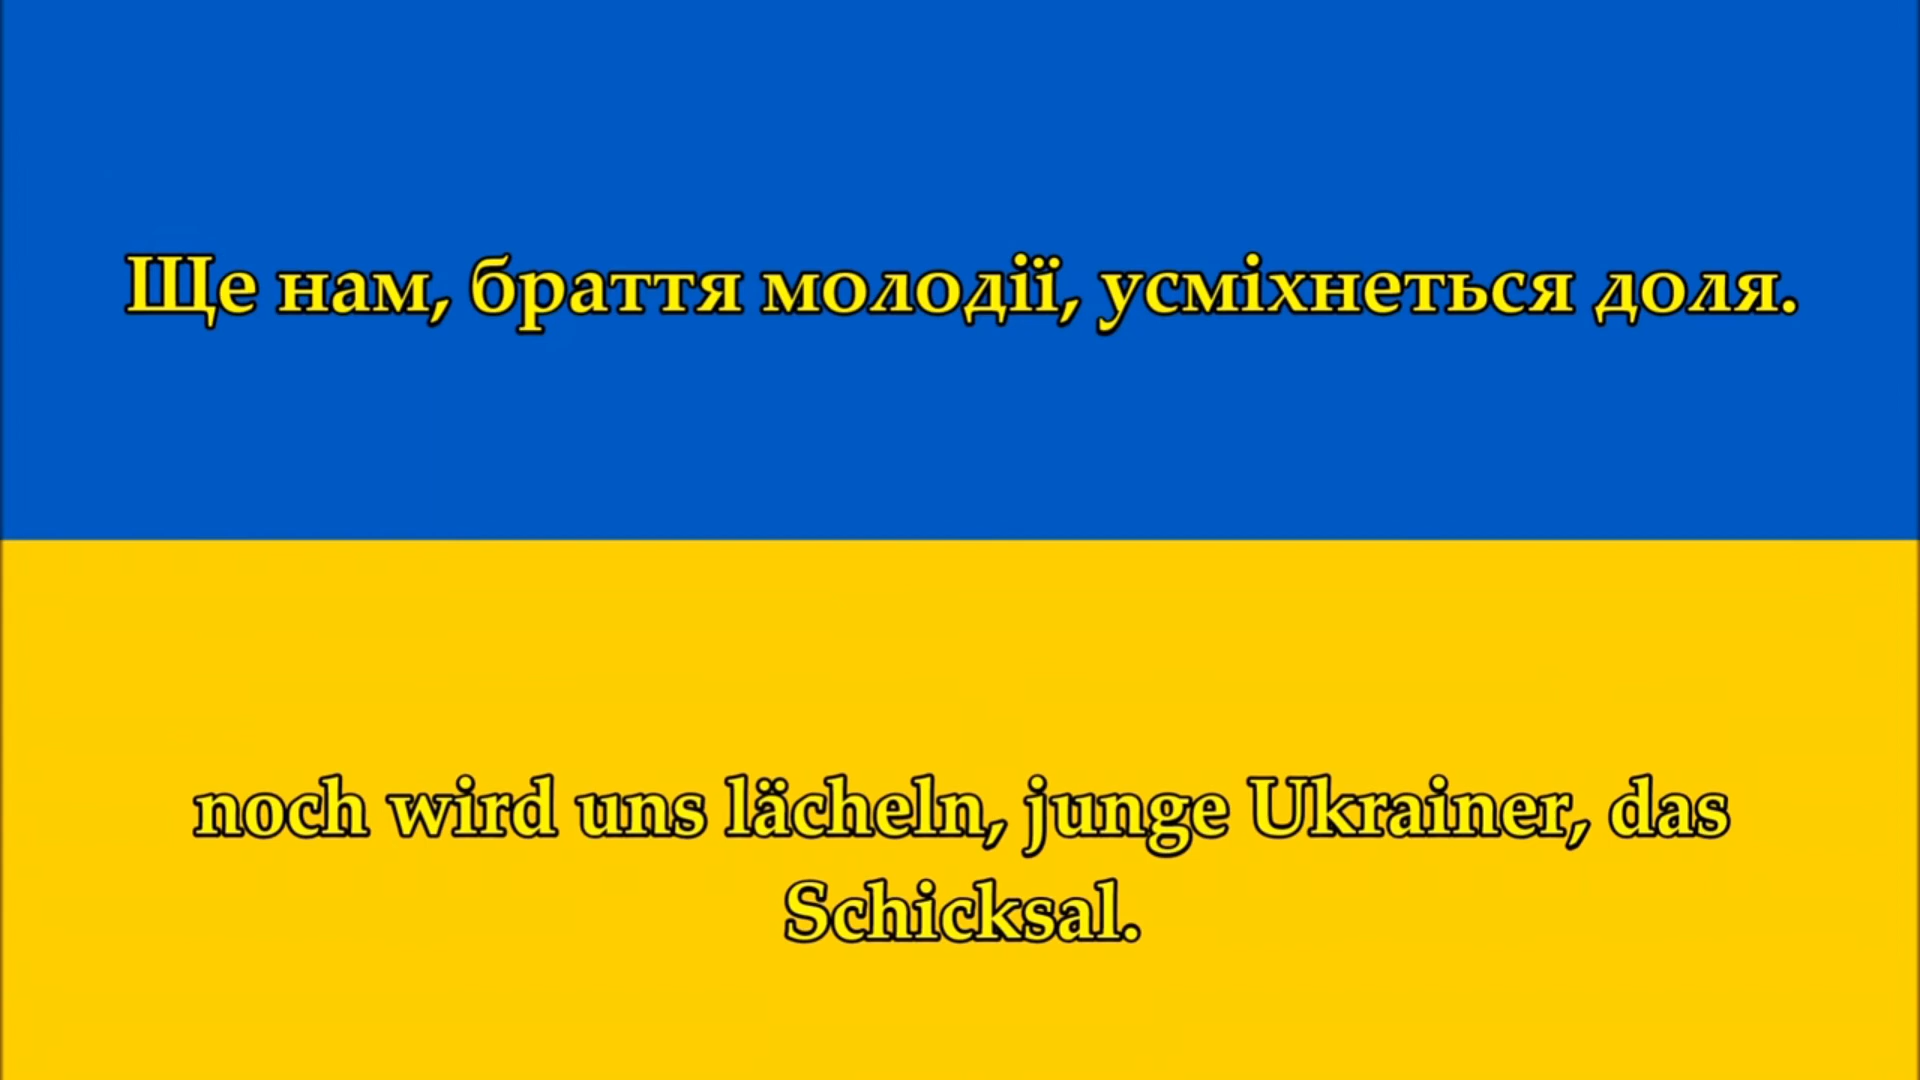 Ще нам, браття молодії, усміхнеться доля.
noch wird uns lächeln, junge Ukrainer, das
Schicksal.